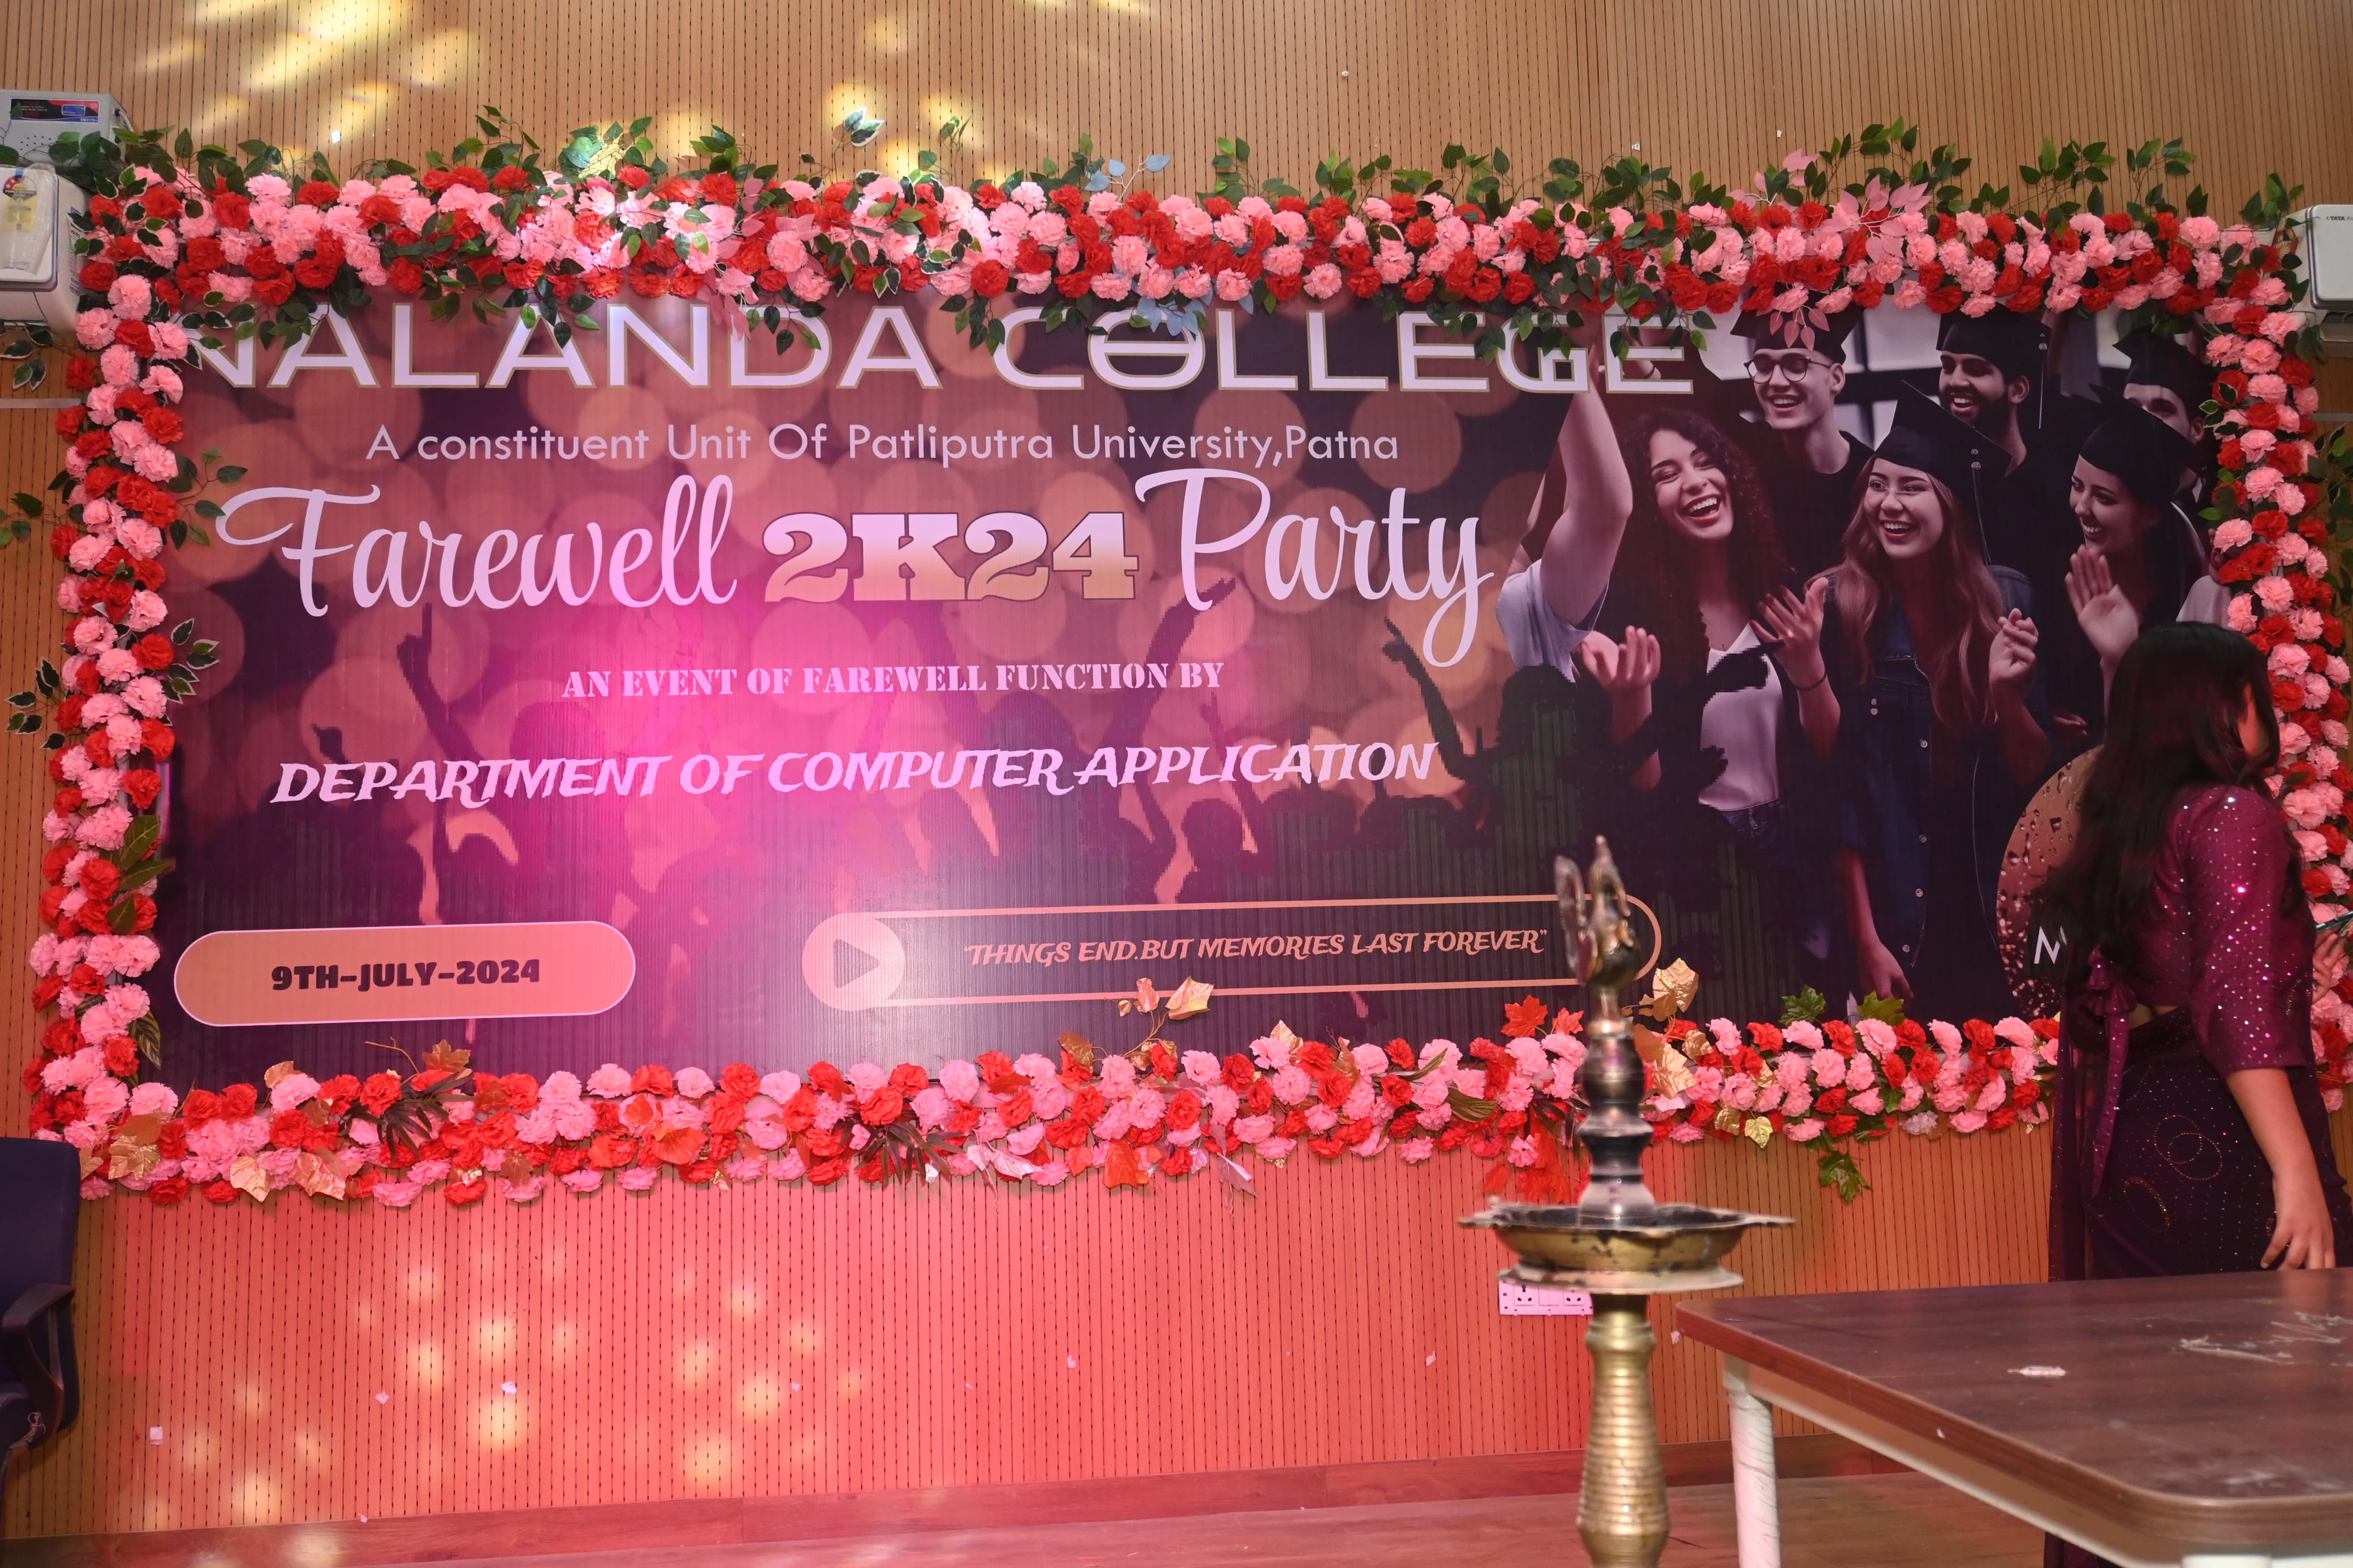 NALANDA COLLEGE
A constituent Unit Of Patliputra University,Patna
Farewell 2K24 Party
AN EVENT OF FAREWELL FUNCTION BY
DEPARTMENT OF COMPUTER APPLICATION
9TH-JULY-2024
"THINGS END.BUT MEMORIES LAST FOREVER"